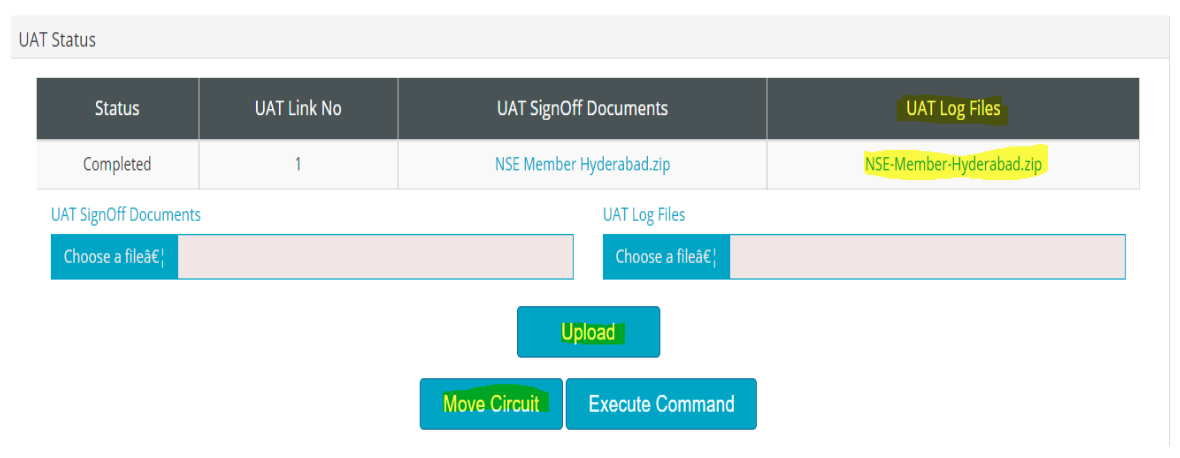 UAT Status
Status UAT Link No UAT SignOff Documents UAT Log Files
Completed 1 NSE Member Hyderabad.zip NSE-Member-Hyderabad.zip
UAT SignOff Documents UAT Log Files
Choose a fileâ€¦ Choose a fileâ€¦
Upload
Move Circuit Execute Command